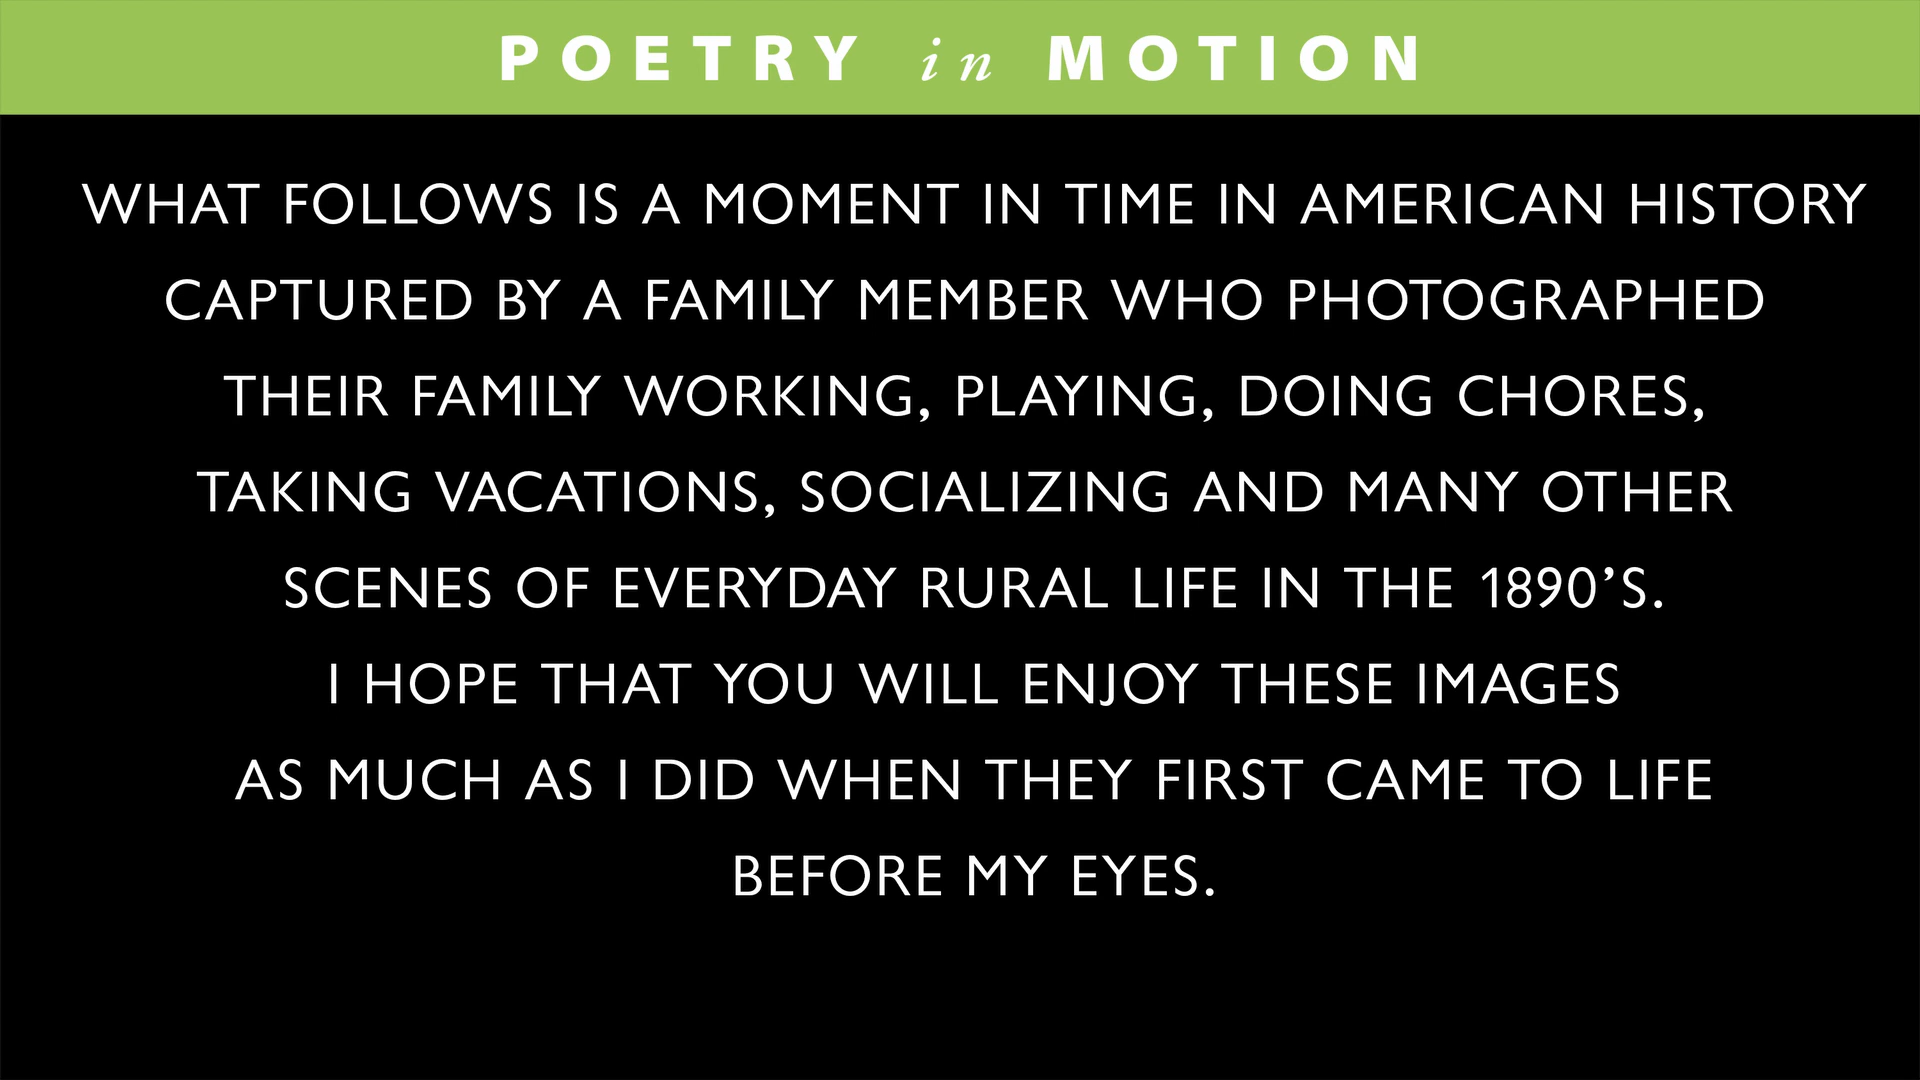 POETRY in MOTION
WHAT FOLLOWS IS A MOMENT IN TIME IN AMERICAN HISTORY
CAPTURED BY A FAMILY MEMBER WHO PHOTOGRAPHED
THEIR FAMILY WORKING, PLAYING, DOING CHORES,
TAKING VACATIONS, SOCIALIZING AND MANY OTHER
SCENES OF EVERYDAY RURAL LIFE IN THE 1890’S.
I HOPE THAT YOU WILL ENJOY THESE IMAGES
AS MUCH AS I DID WHEN THEY FIRST CAME TO LIFE
BEFORE MY EYES.